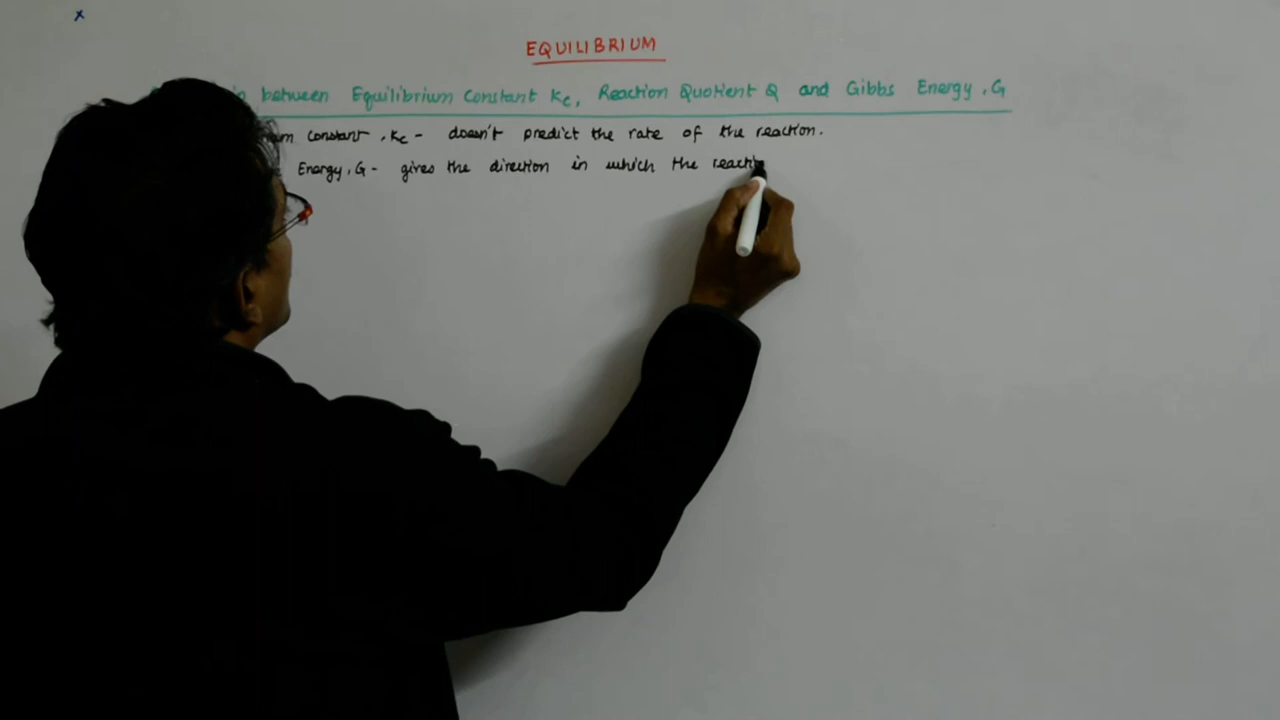 x
EQUILIBRIUM
between Equilibrium Constant Kc, Reaction Quotient Q and Gibbs Energy, G
constant, Kc - doesn't predict the rate of the reaction.
Energy, G - gives the direction in which the